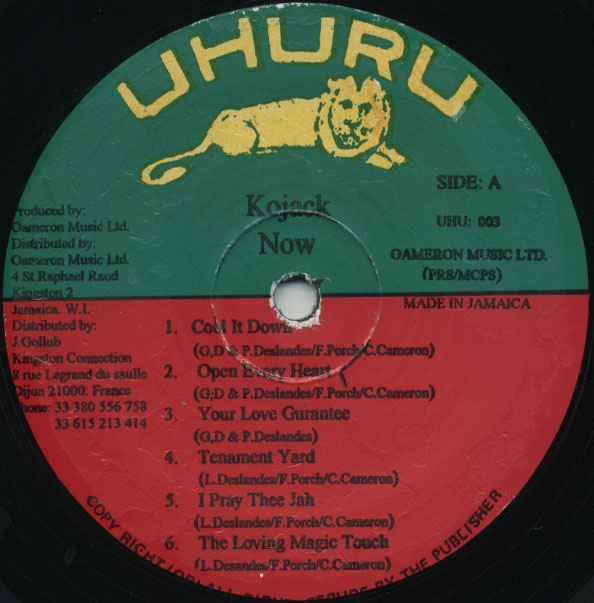 UHURU
SIDE: A
Kojack
Now
UHU: 003
OAMERON MUSIC LTD.
(PRS/MCPS)
MADE IN JAMAICA
Produced by:
Oameron Music Ltd.
Distributed by:
Oameron Music Ltd.
4 St.Raphael Raod
Kingston 2
Jamaica. W.I.
Distributed by:
J.Gollub
Kingston Connection
8 rue Legrand du saulle
Dijon 21000. France
Phone: 33 380 556 758
33 615 213 414
1. Cool It Down
(G,D & P.Deslandes/F.Porch/C.Cameron)
2. Open Every Heart
(G,D & P.Deslandes/F.Porch/C.Cameron)
3. Your Love Gurantee
(G,D & P.Deslandes)
4. Tenament Yard
(L.Deslandes/F.Porch/C.Cameron)
5. I Pray Thee Jah
(L.Deslandes/F.Porch/C.Cameron)
6. The Loving Magic Touch
(L.Desandes/F.Porch/C.Cameron)
COPY RIGHT ALL BY THE PUBLISHER